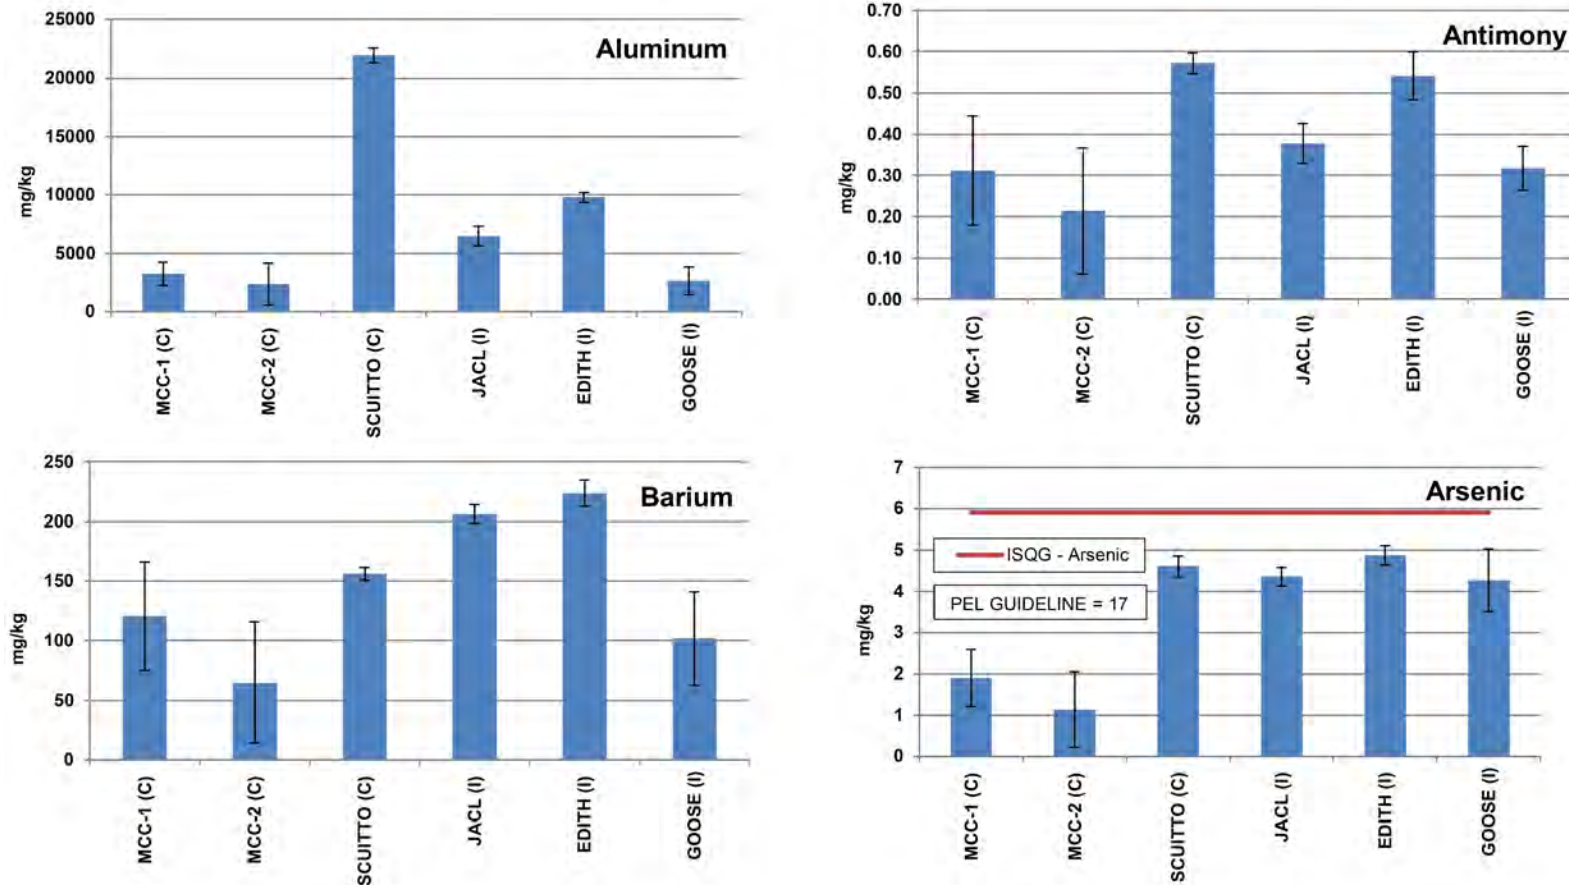 Aluminum
mg/kg
25000
20000
15000
10000
5000
0
MCC-1 (C)
MCC-2 (C)
SCUITTO (C)
JACL (I)
EDITH (I)
GOOSE (I)
Antimony
mg/kg
0.70
0.60
0.50
0.40
0.30
0.20
0.10
0.00
MCC-1 (C)
MCC-2 (C)
SCUITTO (C)
JACL (I)
EDITH (I)
GOOSE (I)
Barium
mg/kg
250
200
150
100
50
0
MCC-1 (C)
MCC-2 (C)
SCUITTO (C)
JACL (I)
EDITH (I)
GOOSE (I)
Arsenic
mg/kg
7
6
5
4
3
2
1
0
ISQG - Arsenic
PEL GUIDELINE = 17
MCC-1 (C)
MCC-2 (C)
SCUITTO (C)
JACL (I)
EDITH (I)
GOOSE (I)